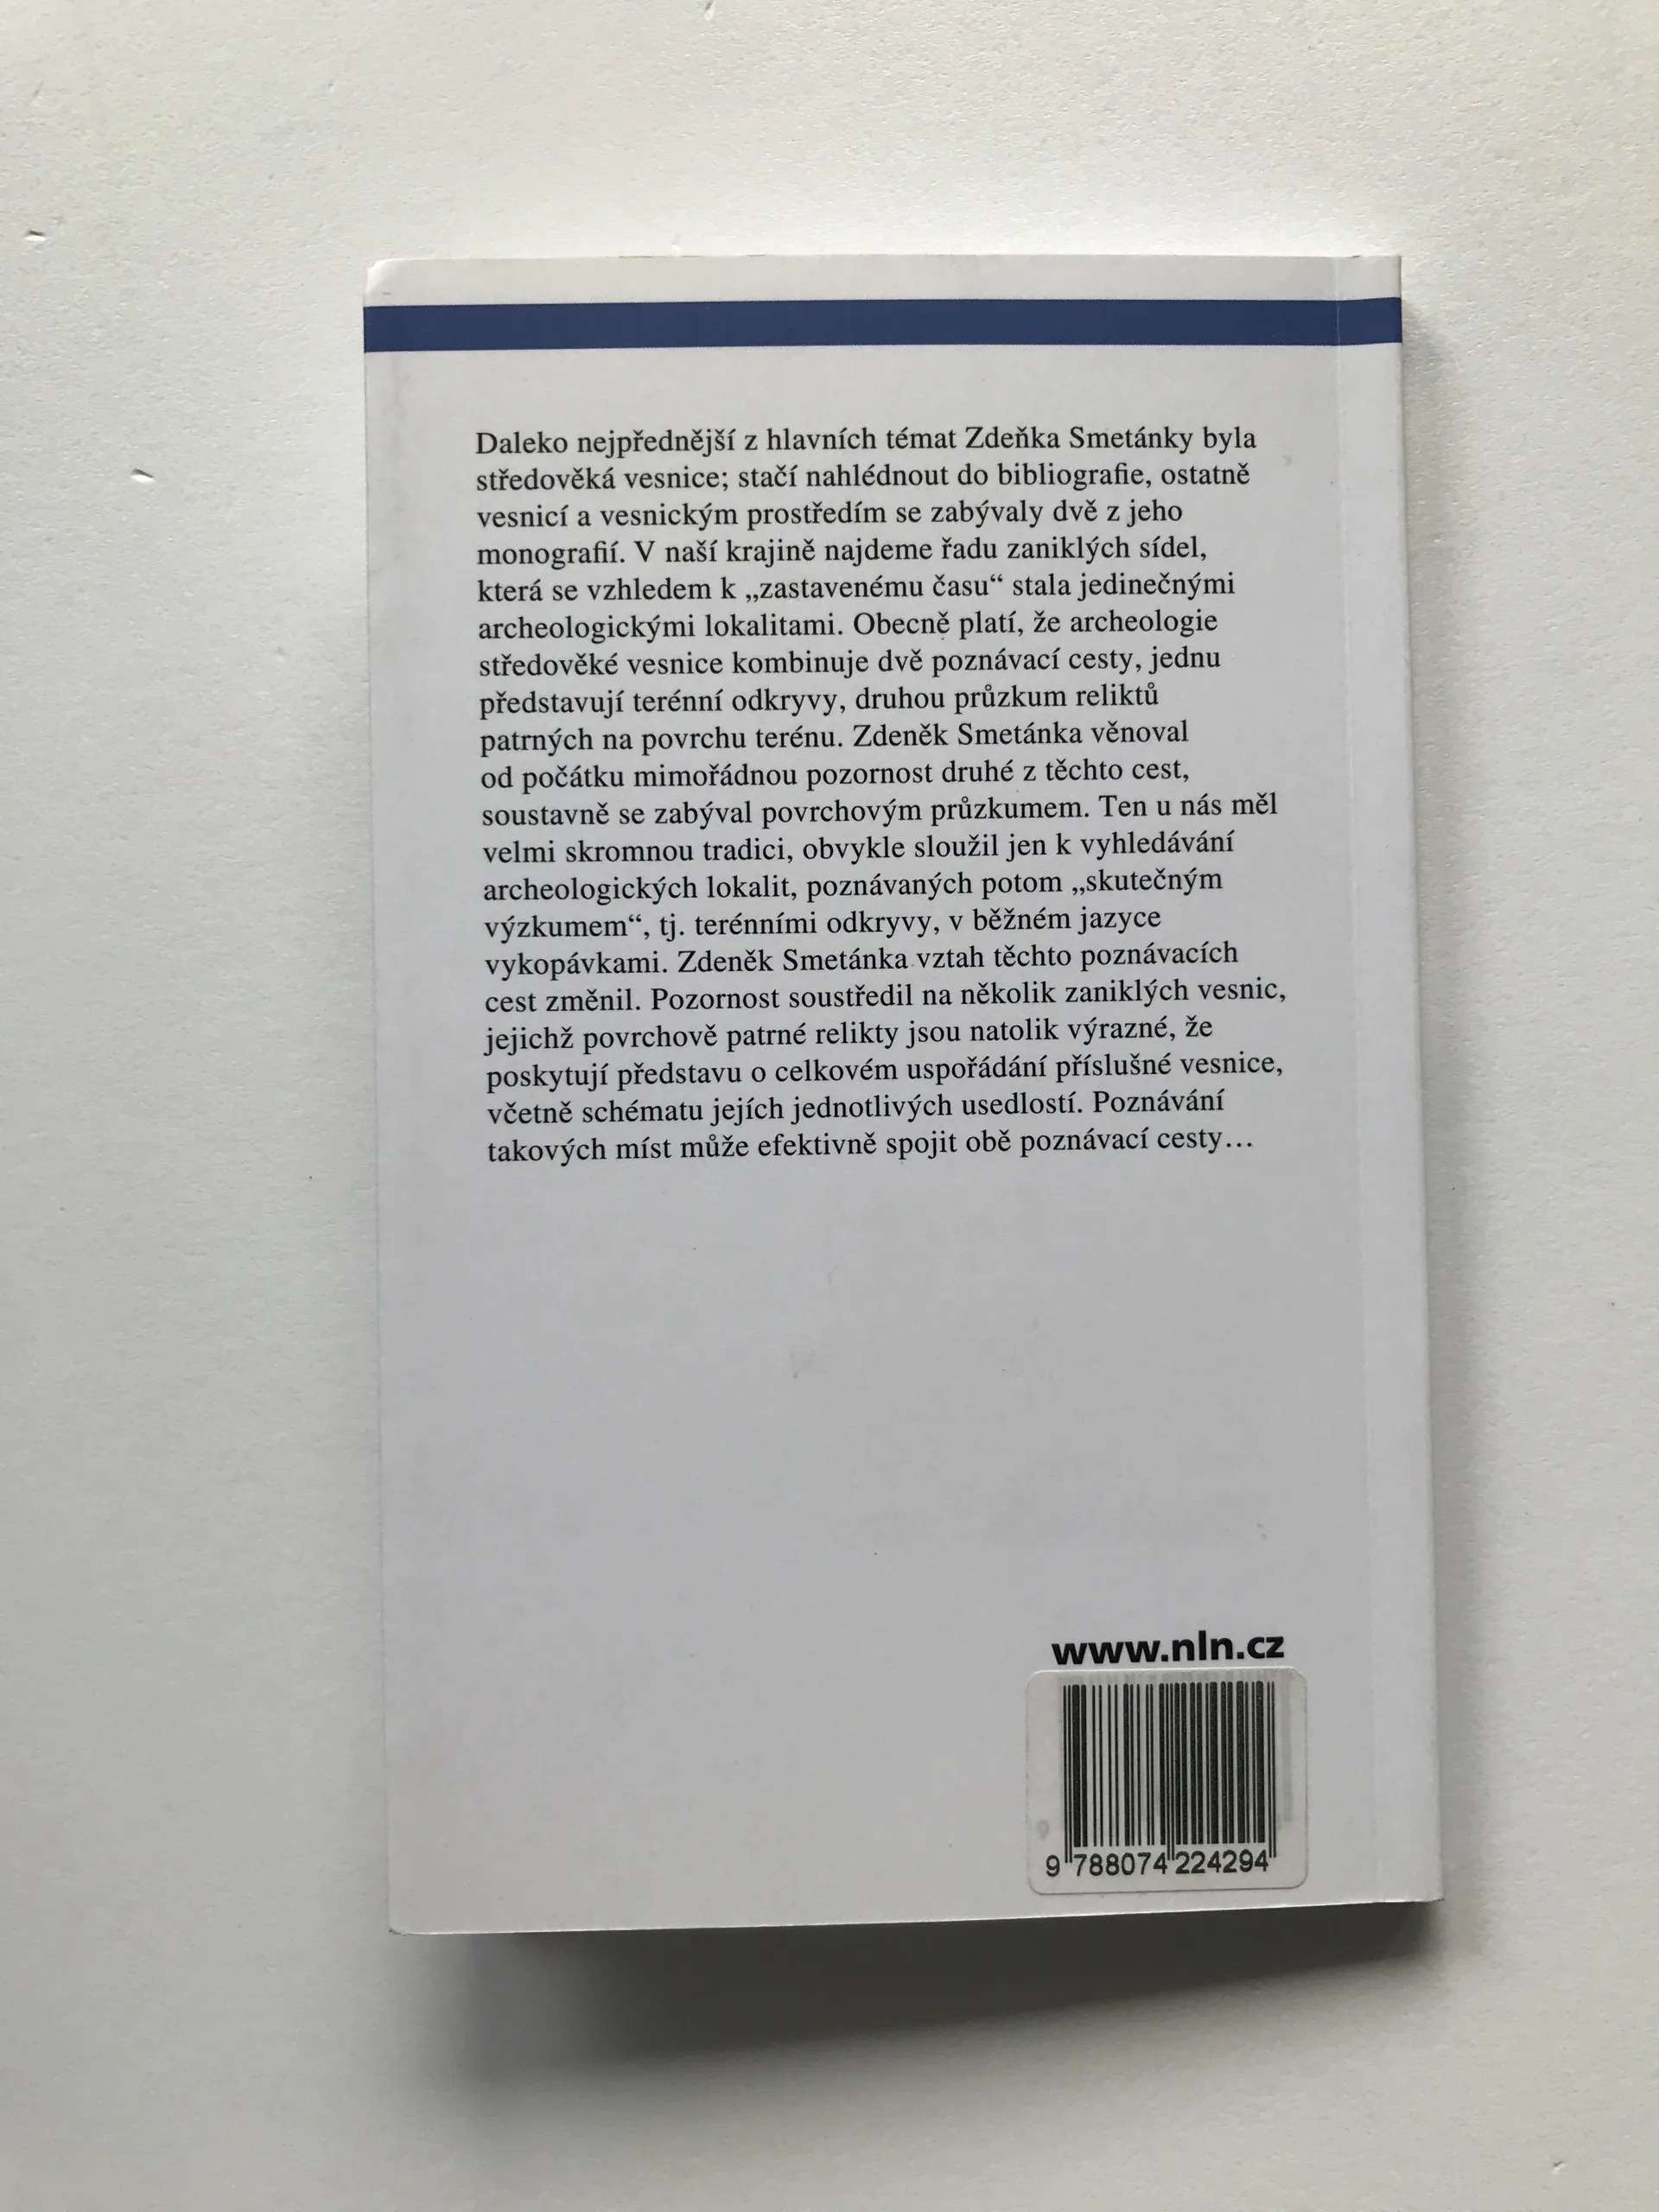 Daleko nejpřednější z hlavních témat Zdeňka Smetánky byla
středověká vesnice; stačí nahlédnout do bibliografie, ostatně
vesnicí a vesnickým prostředím se zabývaly dvě z jeho
monografií. V naší krajině najdeme řadu zaniklých sídel,
která se vzhledem k „zastavenému času“ stala jedinečnými
archeologickými lokalitami. Obecně platí, že archeologie
středověké vesnice kombinuje dvě poznávací cesty, jednu
představují terénní odkryvy, druhou průzkum reliktů
patrných na povrchu terénu. Zdeněk Smetánka věnoval
od počátku mimořádnou pozornost druhé z těchto cest,
soustavně se zabýval povrchovým průzkumem. Ten u nás měl
velmi skromnou tradici, obvykle sloužil jen k vyhledávání
archeologických lokalit, poznávaných potom „skutečným
výzkumem“, tj. terénními odkryvy, v běžném jazyce
vykopávkami. Zdeněk Smetánka vztah těchto poznávacích
cest změnil. Pozornost soustředil na několik zaniklých vesnic,
jejichž povrchově patrné relikty jsou natolik výrazné, že
poskytují představu o celkovém uspořádání příslušné vesnice,
včetně schématu jejích jednotlivých usedlostí. Poznávání
takových míst může efektivně spojit obě poznávací cesty…
www.nln.cz
9 788074 224294